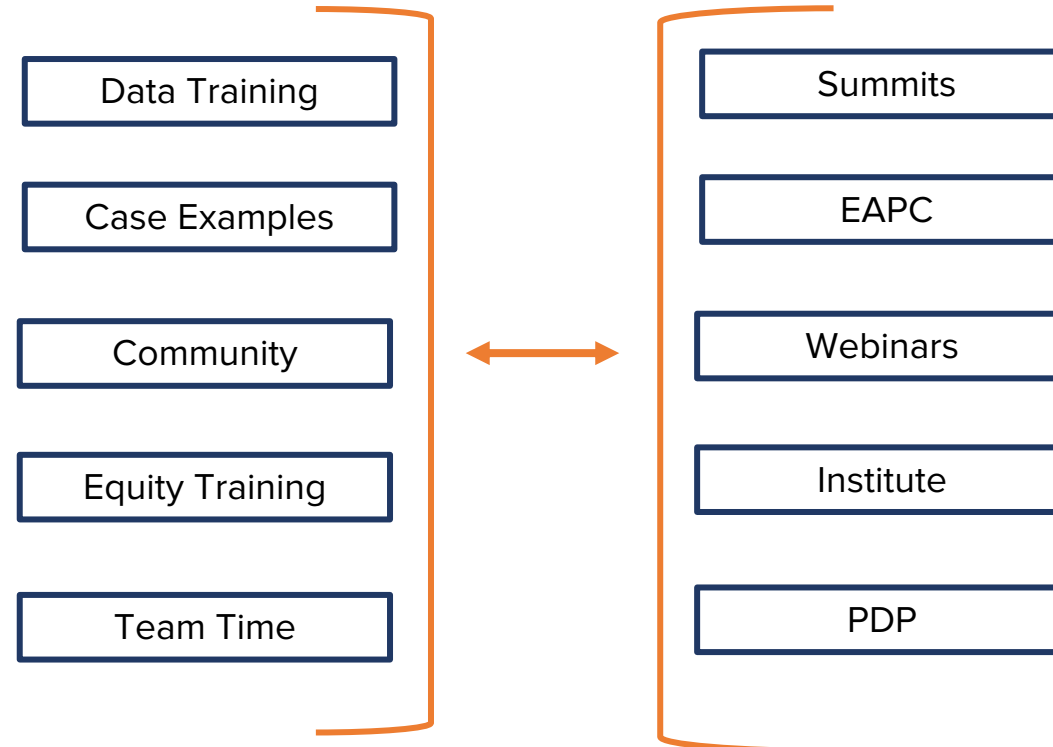 Data Training
Case Examples
Community
Equity Training
Team Time
Summits
EAPC
Webinars
Institute
PDP